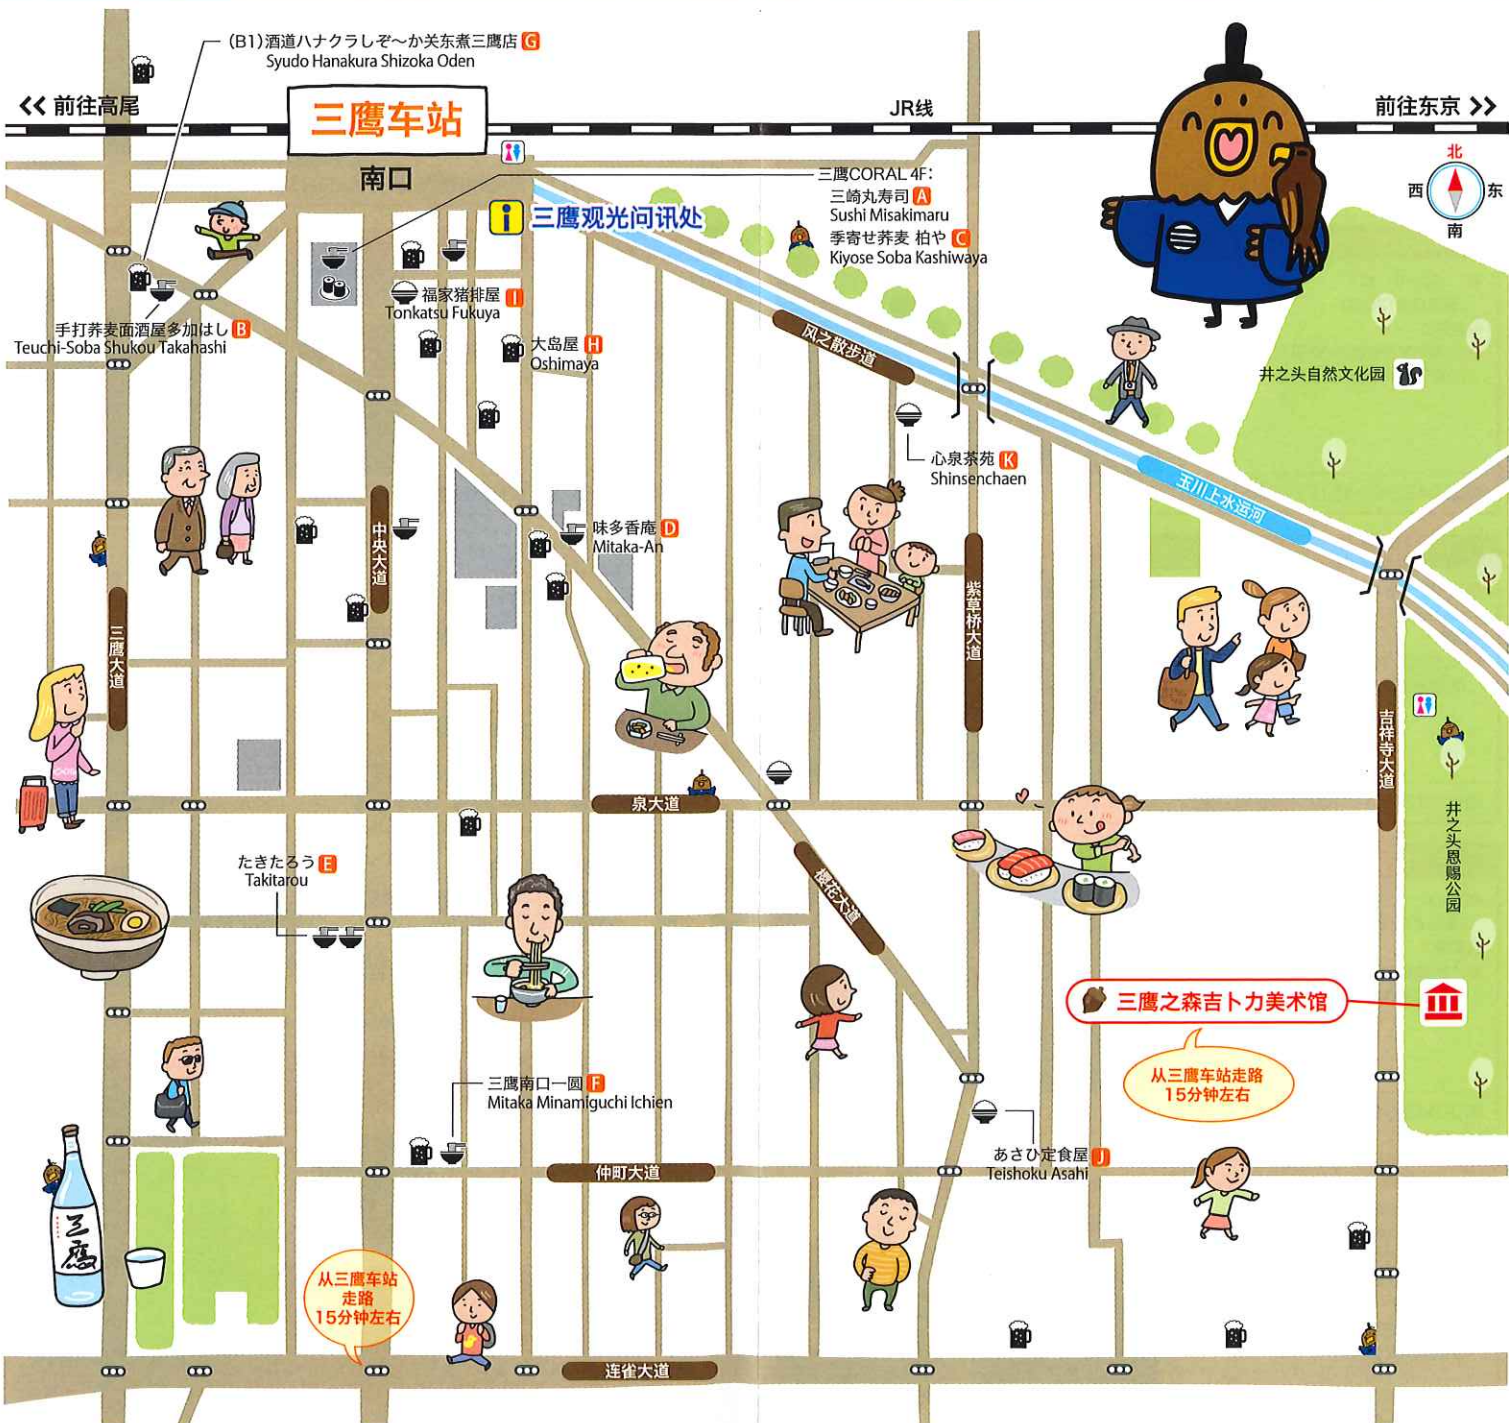 (B1)酒道ハナクラしぞ〜か关东煮三鹰店 G
Syudo Hanakura Shizoka Oden
<< 前往高尾
三鹰车站
JR线
前往东京 >>
南口
北
西
东
南
i 三鹰观光问讯处
三鹰CORAL 4F:
三崎丸寿司 A
Sushi Misakimaru
季寄せ荞麦 柏や C
Kiyose Soba Kashiwaya
福家猪排屋 I
Tonkatsu Fukuya
手打荞麦面酒屋多加はし B
Teuchi-Soba Shukou Takahashi
大岛屋 H
Oshimaya
风之散步道
井之头自然文化园
心泉茶苑 K
Shinsenchaen
玉川上水运河
中央大道
味多香庵 D
Mitaka-An
紫草桥大道
三鹰大道
吉祥寺大道
泉大道
井之头恩赐公园
たきたろう E
Takitarou
樱花大道
三鹰之森吉卜力美术馆
从三鹰车站走路
15分钟左右
三鹰南口一圆 F
Mitaka Minamiguchi Ichien
あさひ定食屋 J
Teishoku Asahi
仲町大道
三鷹
从三鹰车站
走路
15分钟左右
连雀大道